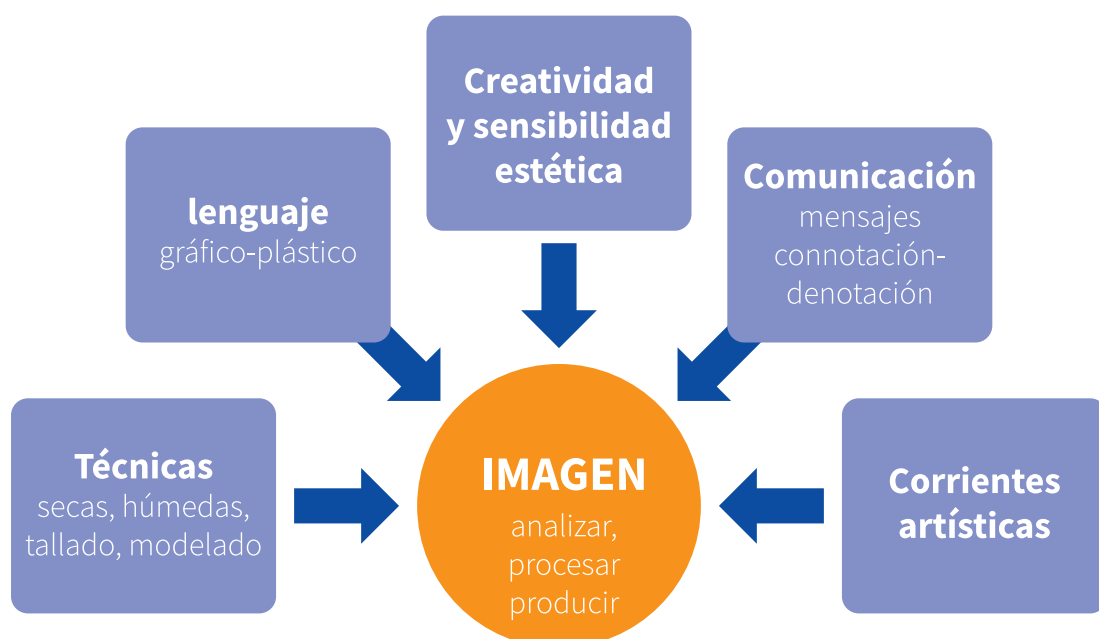 Creatividad
y sensibilidad
estética
lenguaje
gráfico-plástico
Comunicación
mensajes
connotación-
denotación
Técnicas
secas, húmedas,
tallado, modelado
IMAGEN
analizar,
procesar
producir
Corrientes
artísticas